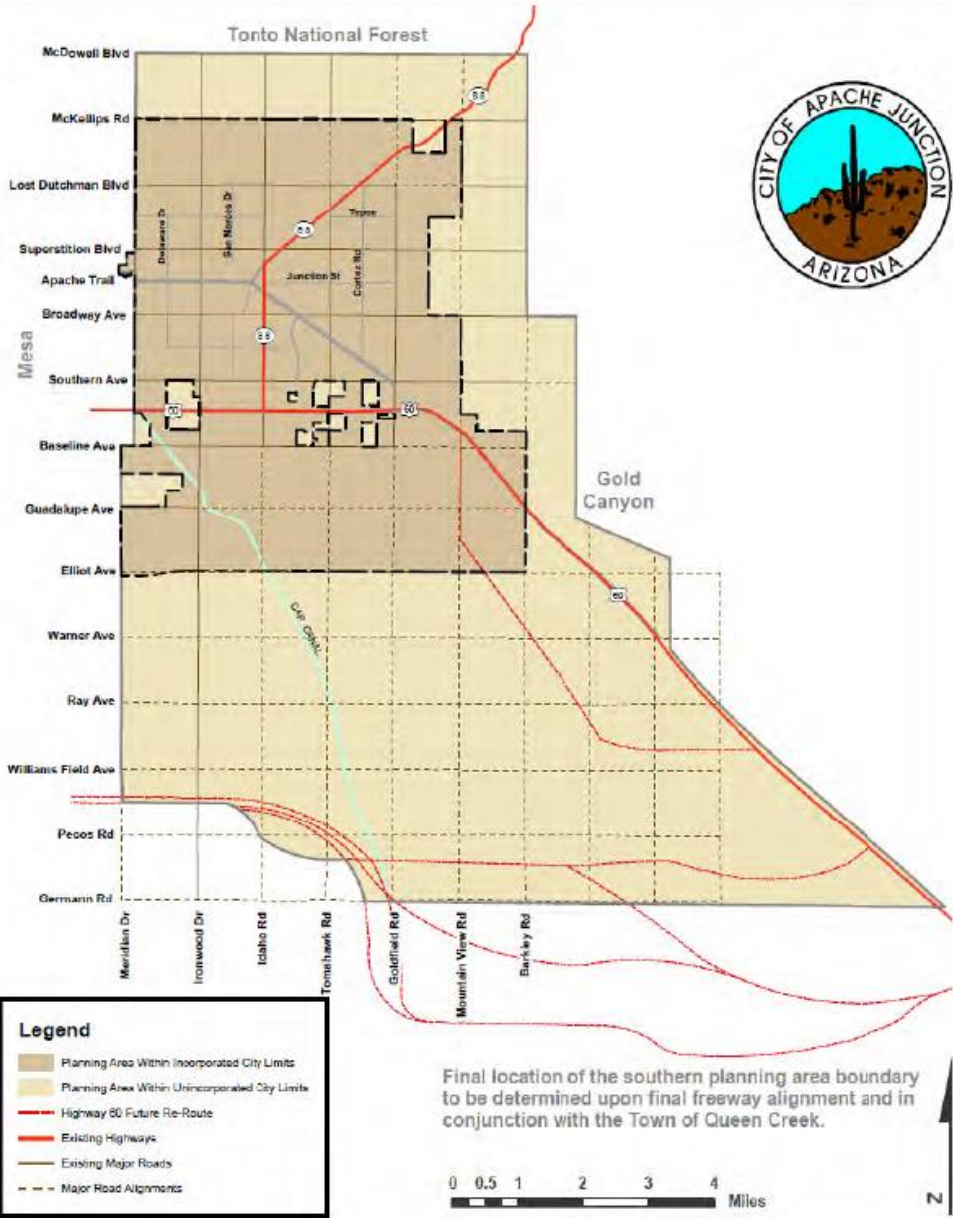 Tonto National Forest
McDowell Blvd
88
McKellips Rd
CITY OF APACHE JUNCTION
ARIZONA
Lost Dutchman Blvd
Delaware Dr
San Marcos Dr
Tepee
88
Superstition Blvd
Cortez Rd
Junction St
Apache Trail
Broadway Ave
88
Mesa
Southern Ave
60
60
Baseline Ave
Gold
Canyon
Guadalupe Ave
Elliot Ave
60
CAP CANAL
Warner Ave
Ray Ave
Williams Field Ave
Pecos Rd
Germann Rd
Meridian Dr
Ironwood Dr
Idaho Rd
Tomahawk Rd
Goldfield Rd
Mountain View Rd
Barkley Rd
Legend
Planning Area Within Incorporated City Limits
Planning Area Within Unincorporated City Limits
Highway 60 Future Re-Route
Existing Highways
Existing Major Roads
Major Road Alignments
Final location of the southern planning area boundary
to be determined upon final freeway alignment and in
conjunction with the Town of Queen Creek.
0 0.5 1 2 3 4
Miles
N